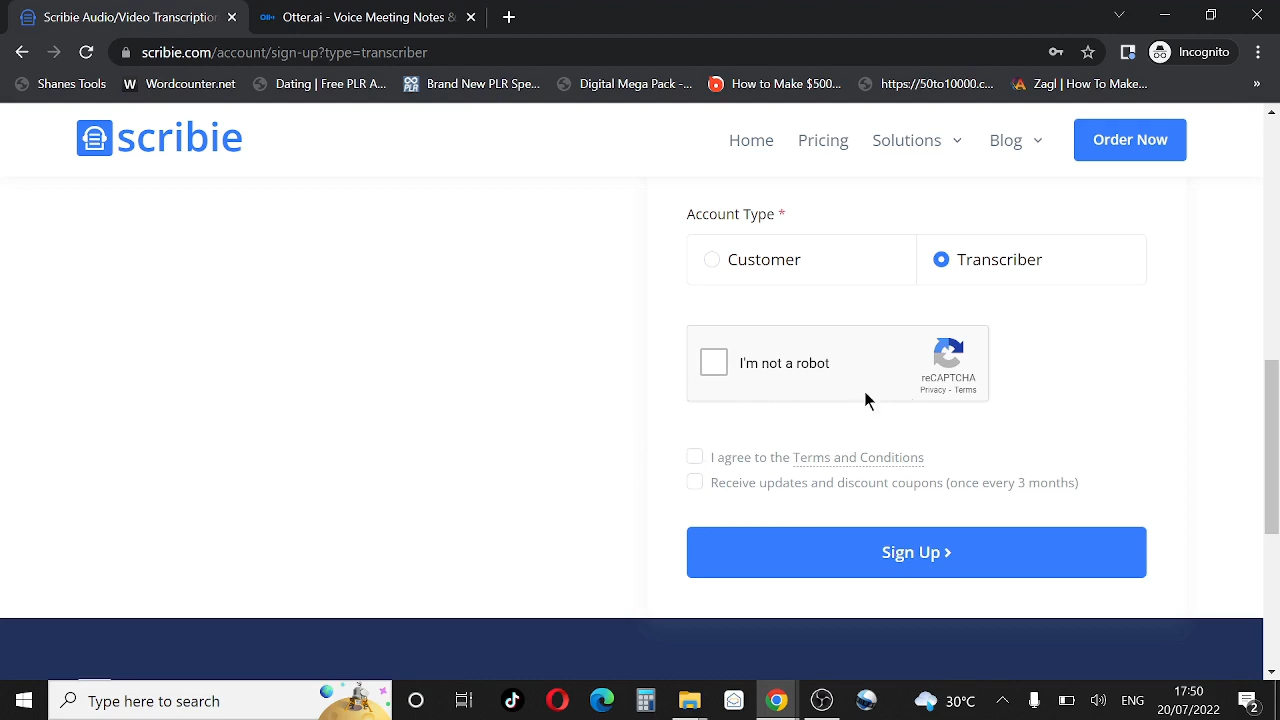 Scribie Audio/Video Transcription
Otter.ai - Voice Meeting Notes &
scribie.com/account/sign-up?type=transcriber
Incognito
Shanes Tools
W Wordcounter.net
Dating | Free PLR A...
Brand New PLR Spe...
Digital Mega Pack -...
How to Make $500...
https://50to10000.c...
Zagl | How To Make...
»
scribie
Home
Pricing
Solutions
Blog
Order Now
Account Type *
Customer
Transcriber
I'm not a robot
reCAPTCHA
Privacy - Terms
I agree to the Terms and Conditions
Receive updates and discount coupons (once every 3 months)
Sign Up >
Type here to search
30°C
ENG
17:50
20/07/2022
2